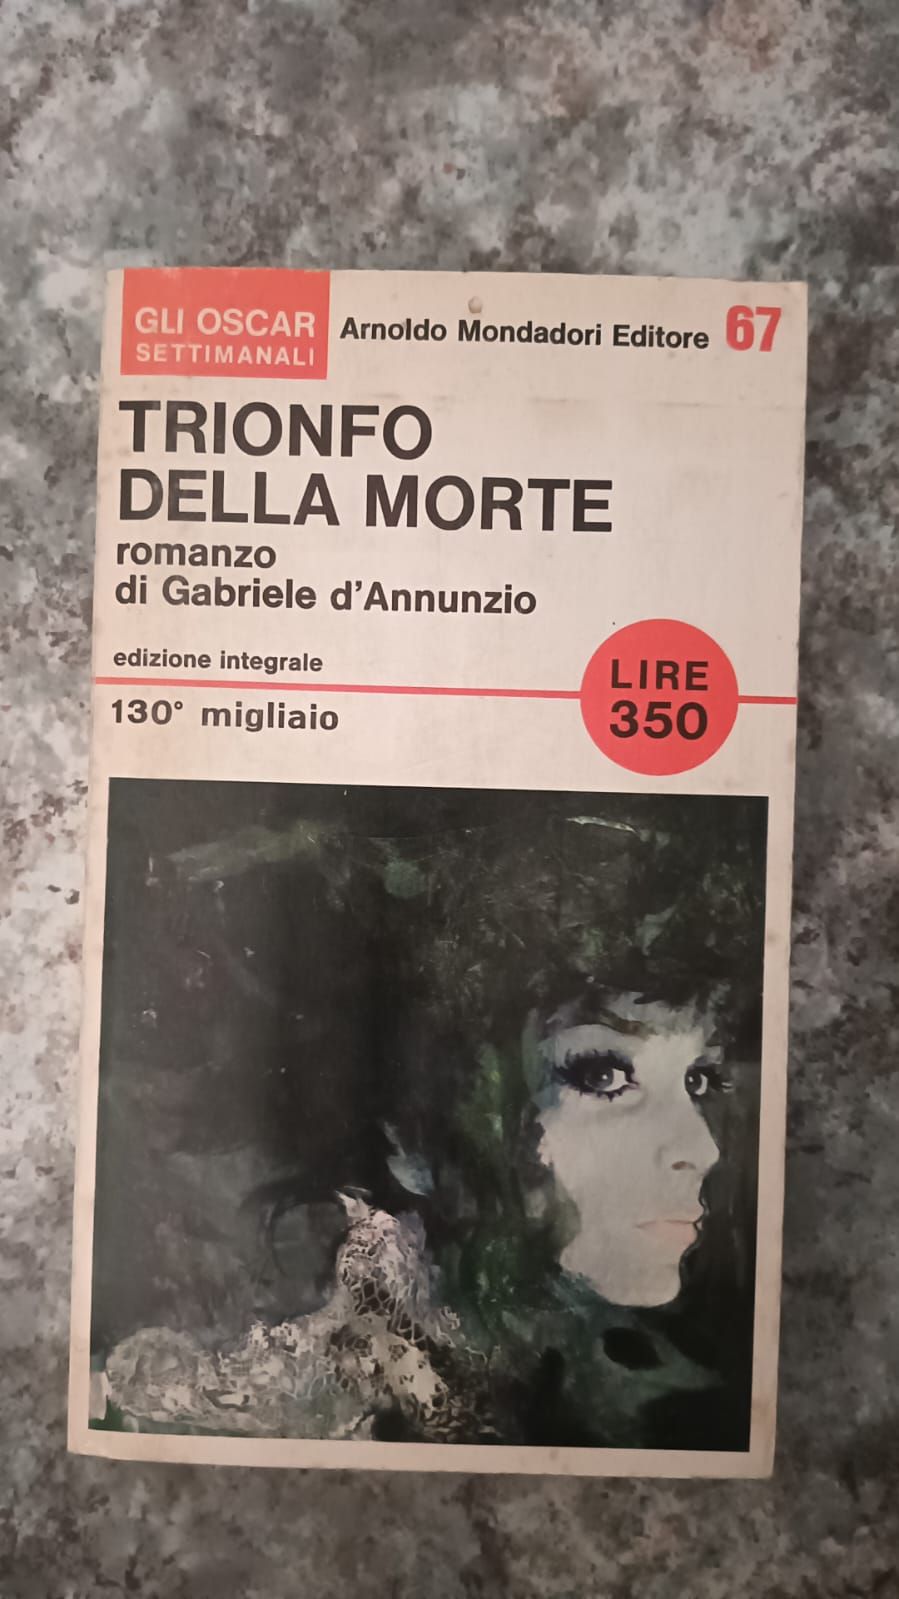 GLI OSCAR
SETTIMANALI
Arnoldo Mondadori Editore 67
TRIONFO
DELLA MORTE
romanzo
di Gabriele d'Annunzio
edizione integrale
130° migliaio
LIRE
350